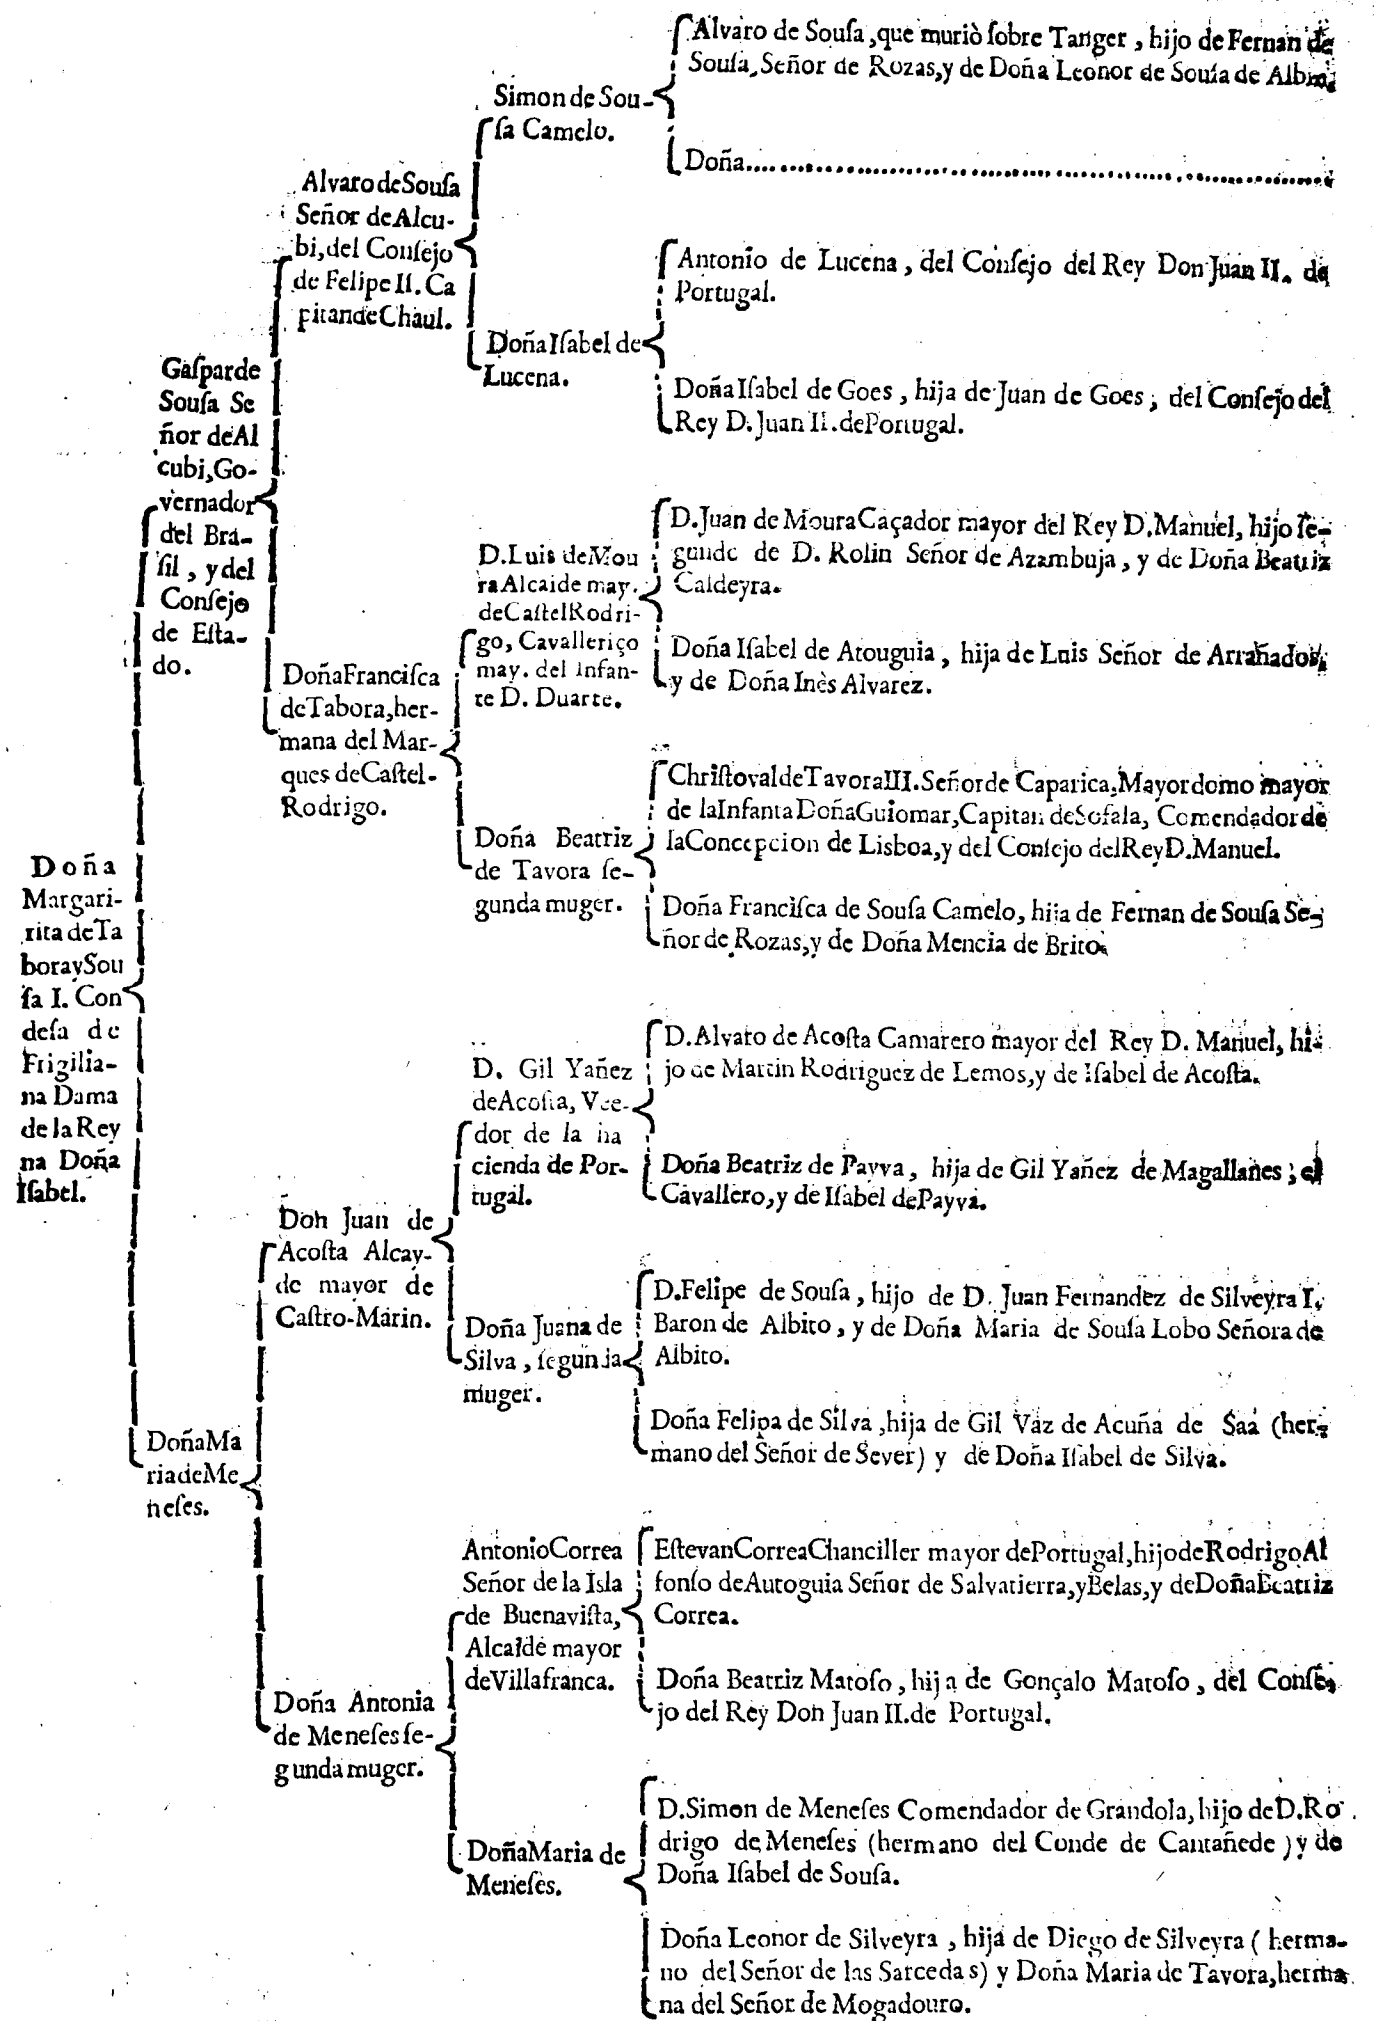 Doña
Margari-
rita de Ta
bora y Sou
ſa I. Con
deſa de
Frigilia-
na Dama
de la Rey
na Doña
Iſabel.
Gaſpar de
Souſa Se
ñor de Al
cubi, Go-
vernador
del Bra-
ſil, y del
Conſejo
de Eſta-
do.
Doña Ma
ria de Me
neſes.
Alvaro de Souſa
Señor de Alcu-
bi, del Conſejo
de Felipe II. Ca
pitan de Chaul.
Doña Franciſca
de Tabora, her-
mana del Mar-
ques de Caſtel-
Rodrigo.
Don Juan de
Acoſta Alcay-
de mayor de
Caſtro-Marin.
Doña Antonia
de Meneſes ſe-
gunda muger.
Simon de Sou-
ſa Camelo.
Doña Iſabel de
Lucena.
D. Luis de Mou
ra Alcaide may.
de Caſtel Rodri-
go, Cavalleriço
may. del Infan-
te D. Duarte.
Doña Beatriz
de Tavora ſe-
gunda muger.
D. Gil Yañez
de Acoſta, Vee-
dor de la ha
cienda de Por-
tugal.
Doña Juana de
Silva, ſegunda
muger.
Antonio Correa
Señor de la Isla
de Buenaviſta,
Alcalde mayor
de Villafranca.
Doña Maria de
Meneſes.
Alvaro de Souſa, que muriò ſobre Tanger, hijo de Fernan de
Souſa, Señor de Rozas, y de Doña Leonor de Souſa de
Doña..........
Antonio de Lucena, del Conſejo del Rey Don Juan II. de
Portugal.
Doña Iſabel de Goes, hija de Juan de Goes, del Conſejo del
Rey D. Juan II. de Portugal.
D. Juan de Moura Caçador mayor del Rey D. Manuel, hijo ſe-
gundo de D. Rolin Señor de Azambuja, y de Doña Beatriz
Caldeyra.
Doña Iſabel de Atouguia, hija de Luis Señor de Arrañados,
y de Doña Inès Alvarez.
Chriſtoval de Tavora III. Señor de Caparica, Mayordomo mayor
de la Infanta Doña Guiomar, Capitan de Sofala, Comendador de
la Concepcion de Lisboa, y del Conſejo del Rey D. Manuel.
Doña Franciſca de Souſa Camelo, hija de Fernan de Souſa Se-
ñor de Rozas, y de Doña Mencia de Brito.
D. Alvaro de Acoſta Camarero mayor del Rey D. Manuel, hi-
jo de Martin Rodriguez de Lemos, y de Iſabel de Acoſta.
Doña Beatriz de Payva, hija de Gil Yañez de Magallanes, el
Cavallero, y de Iſabel de Payva.
D. Felipe de Souſa, hijo de D. Juan Fernandez de Silveyra I.
Baron de Albito, y de Doña Maria de Souſa Lobo Señora de
Albito.
Doña Felipa de Silva, hija de Gil Vaz de Acuña de Saa (her-
mano del Señor de Sever) y de Doña Iſabel de Silva.
Eſtevan Correa Chanciller mayor de Portugal, hijo de Rodrigo Al
fonſo de Autoguia Señor de Salvatierra, y Belas, y de Doña Beatriz
Correa.
Doña Beatriz Matoſo, hija de Gonçalo Matoſo, del Conſe-
jo del Rey Don Juan II. de Portugal.
D. Simon de Meneſes Comendador de Grandola, hijo de D. Ro
drigo de Meneſes (hermano del Conde de Cantañede) y de
Doña Iſabel de Souſa.
Doña Leonor de Silveyra, hija de Diego de Silveyra (herma-
no del Señor de las Sarcedas) y Doña Maria de Tavora, herma
na del Señor de Mogadouro.